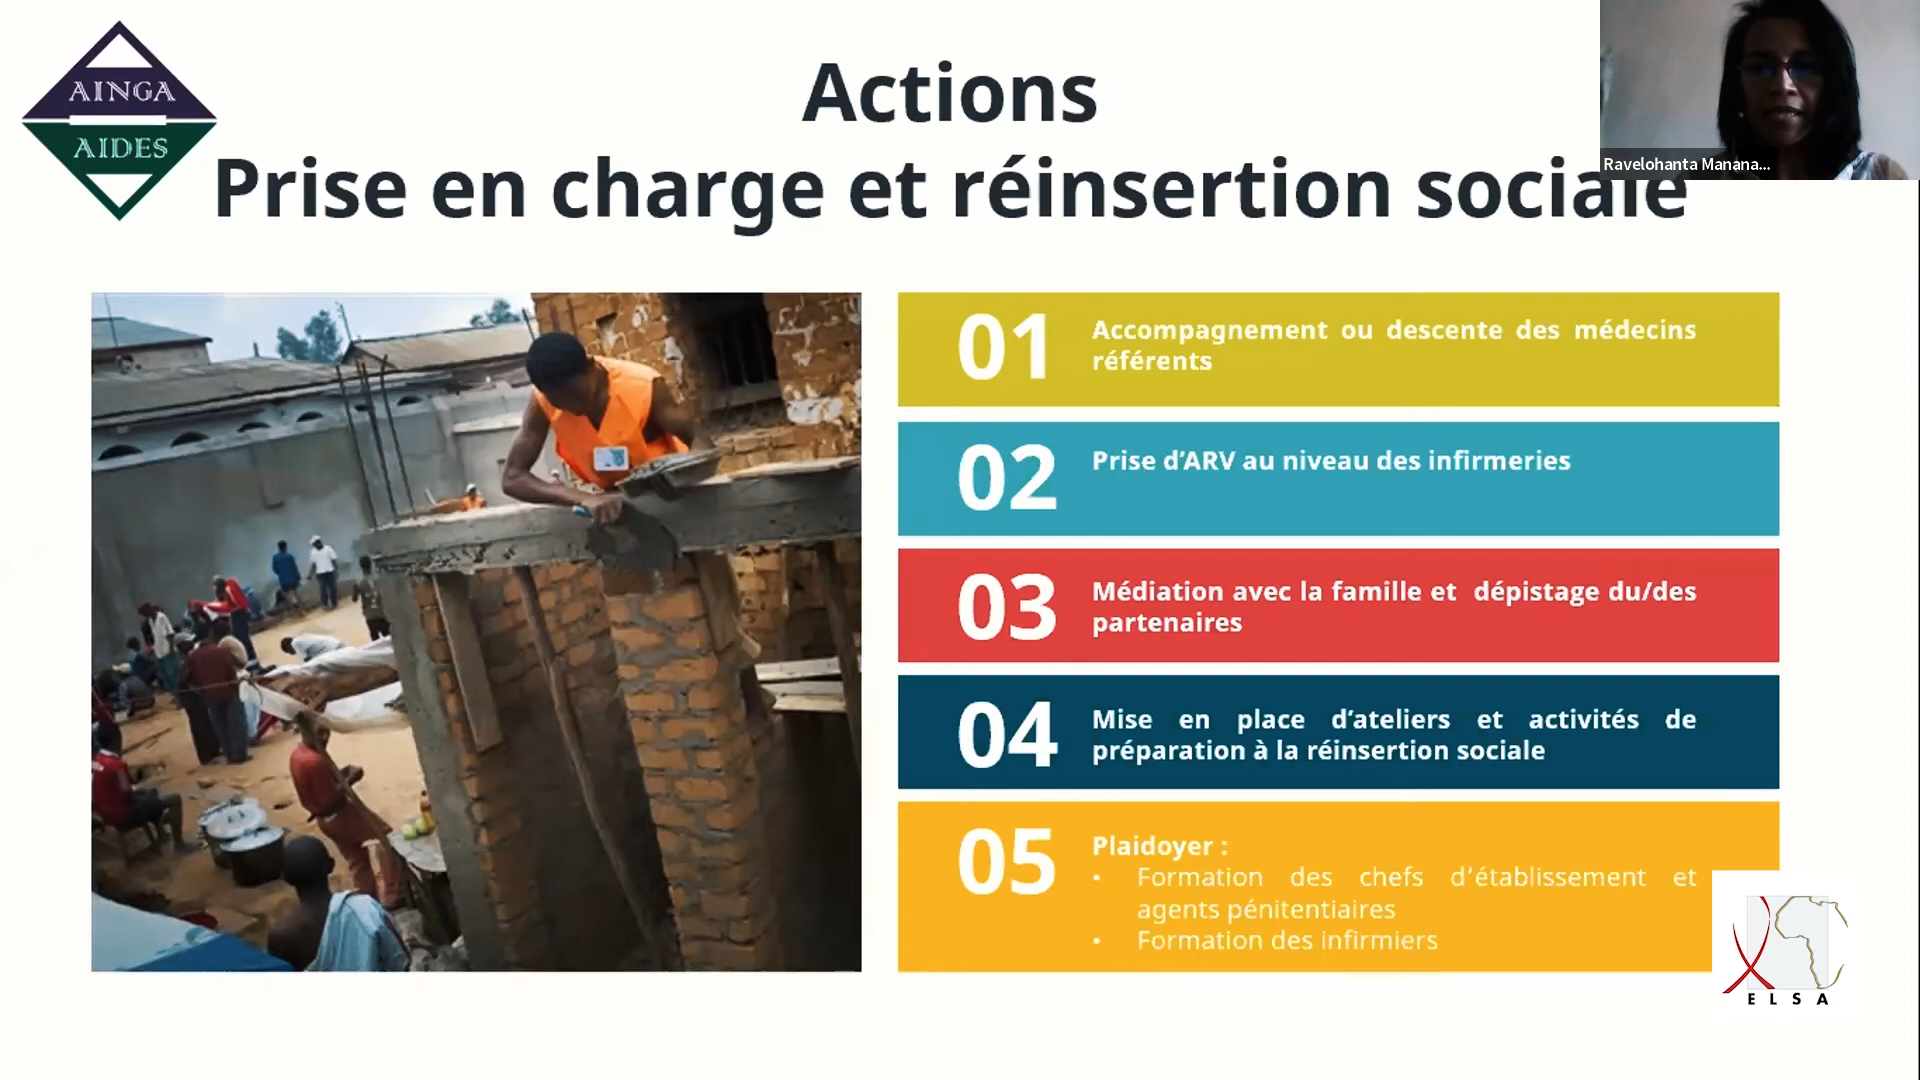 AINGA
AIDES
Actions
Prise en charge et réinsertion sociale
Ravelohanta Manana...
01
Accompagnement ou descente des médecins
référents
02
Prise d’ARV au niveau des infirmeries
03
Médiation avec la famille et dépistage du/des
partenaires
04
Mise en place d’ateliers et activités de
préparation à la réinsertion sociale
05
Plaidoyer :
• Formation des chefs d’établissement et
agents pénitentiaires
• Formation des infirmiers
ELSA